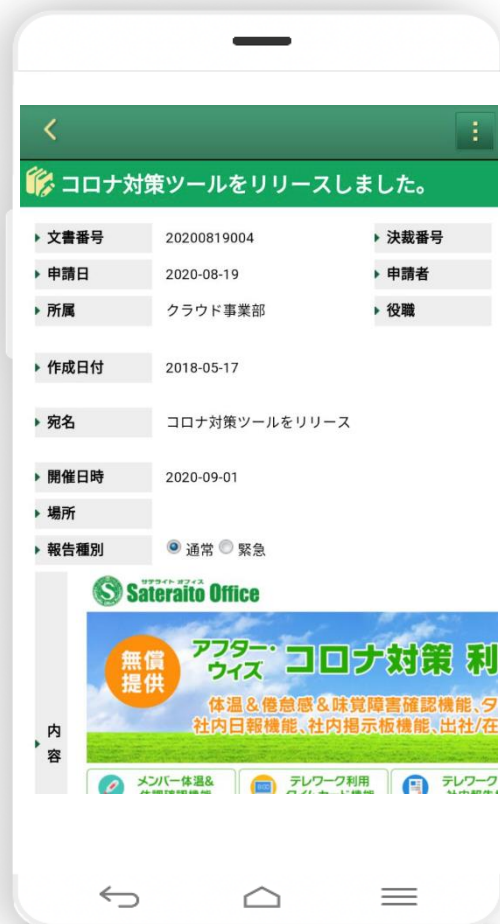 コロナ対策ツールをリリースしました。
文書番号 20200819004 決裁番号
申請日 2020-08-19 申請者
所属 クラウド事業部 役職
作成日付 2018-05-17
宛名 コロナ対策ツールをリリース
開催日時 2020-09-01
場所
報告種別 通常 緊急
内容
サテライト オフィス
Sateraito Office
無償提供
アフター・ウィズ コロナ対策 利
体温&倦怠感&味覚障害確認機能、タ
社内日報機能、社内掲示板機能、出社/在
メンバー体温& テレワーク利用 テレワーク